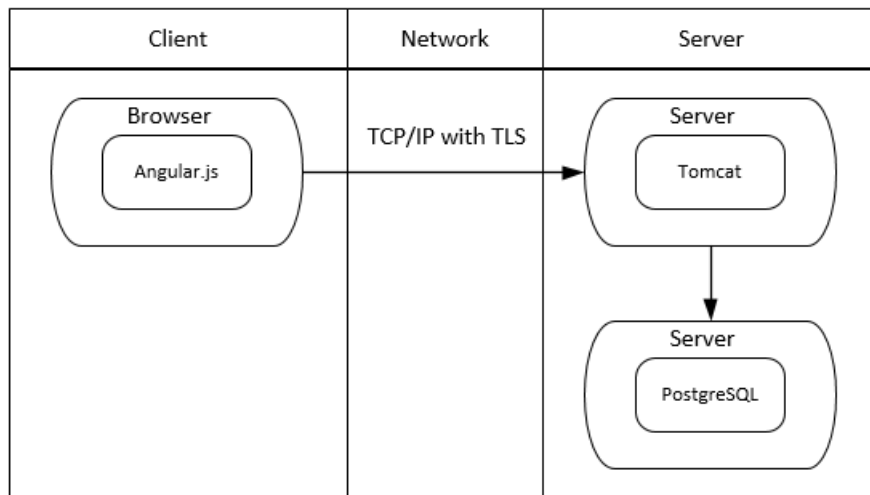 Client
Network
Server
Browser
Angular.js
TCP/IP with TLS
Server
Tomcat
Server
PostgreSQL